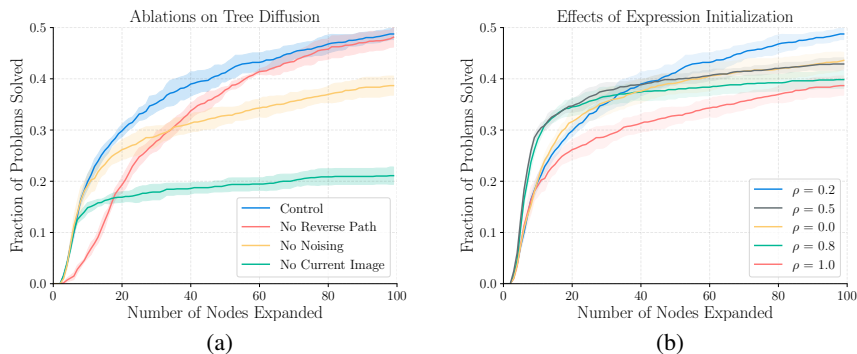 Ablations on Tree Diffusion
0.5
0.4
0.3
0.2
0.1
0.0
0
20
40
60
80
100
Fraction of Problems Solved
Number of Nodes Expanded
Control
No Reverse Path
No Noising
No Current Image
(a)
Effects of Expression Initialization
0.5
0.4
0.3
0.2
0.1
0.0
0
20
40
60
80
100
Fraction of Problems Solved
Number of Nodes Expanded
ρ = 0.2
ρ = 0.5
ρ = 0.0
ρ = 0.8
ρ = 1.0
(b)